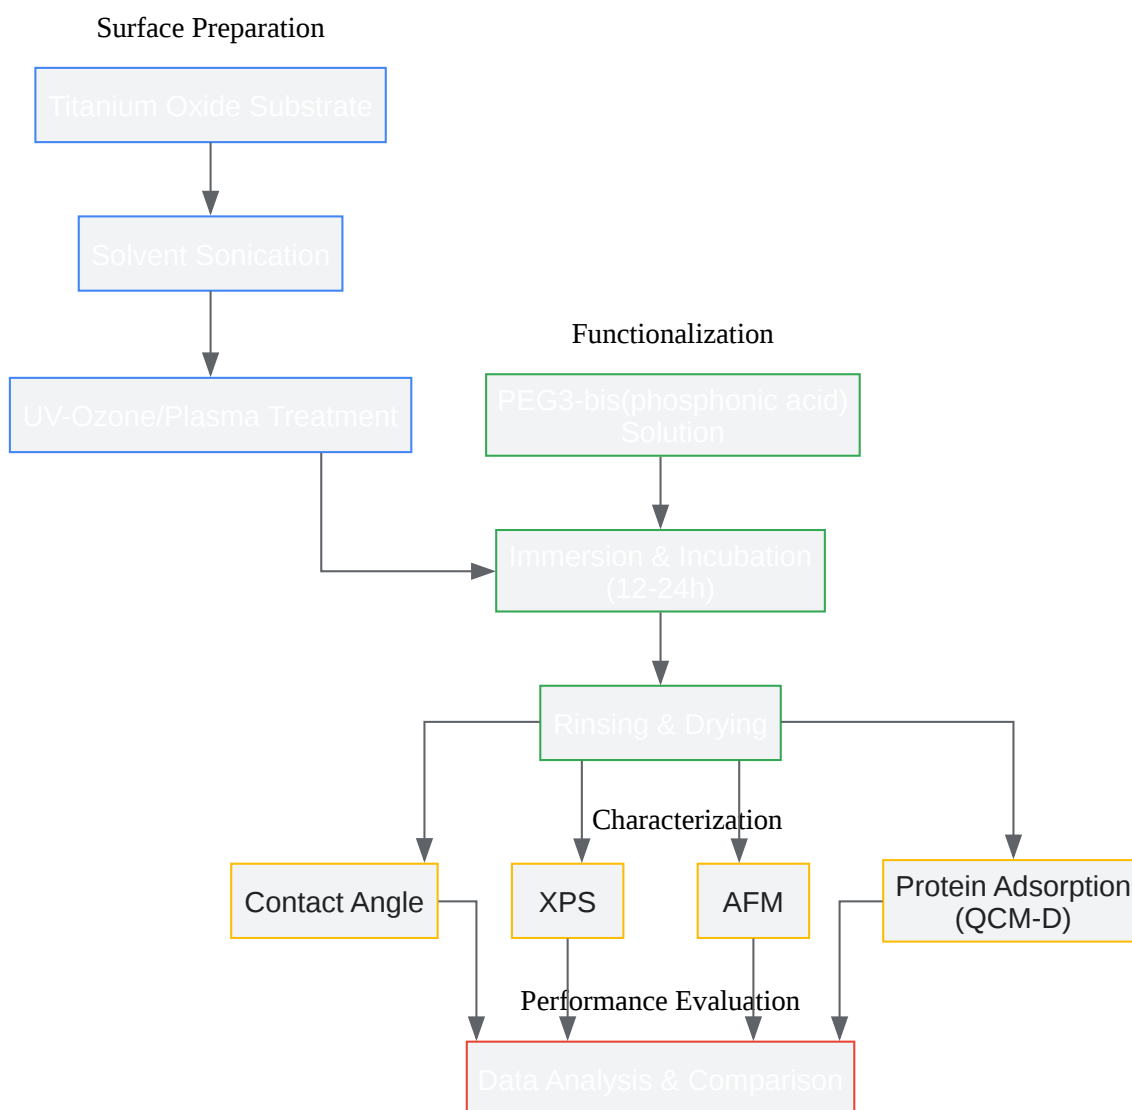 Surface Preparation
Titanium Oxide Substrate
Solvent Sonication
Functionalization
UV-Ozone/Plasma Treatment
PEG3-bis(phosphonic acid)
Solution
Immersion & Incubation
(12-24h)
Rinsing & Drying
Characterization
Contact Angle
XPS
AFM
Protein Adsorption
(QCM-D)
Performance Evaluation
Data Analysis & Comparison